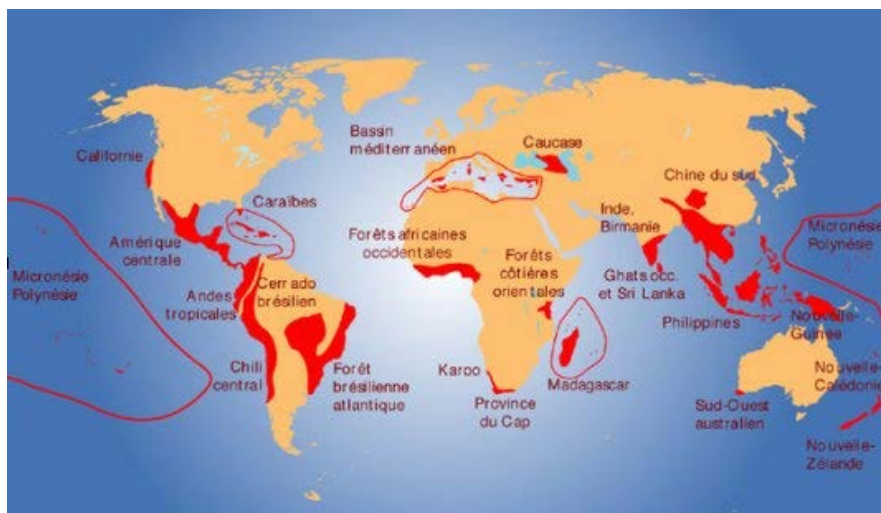 Bassin
méditerranéen
Caucase
Californie
Chine du sud
Caraïbes
Inde,
Birmanie
Micronésie
Polynésie
Amérique
centrale
Forêts africaines
occidentales
Forêts
côtières
orientales
Micronésie
Polynésie
Andes
tropicales
Cerrado
brésilien
Ghats occ.
et Sri Lanka
Philippines
Nouvelle-
Guinée
Chili
central
Forêt
brésilienne
atlantique
Karoo
Province
du Cap
Madagascar
Nouvelle-
Calédonie
Sud-Ouest
australien
Nouvelle-
Zélande